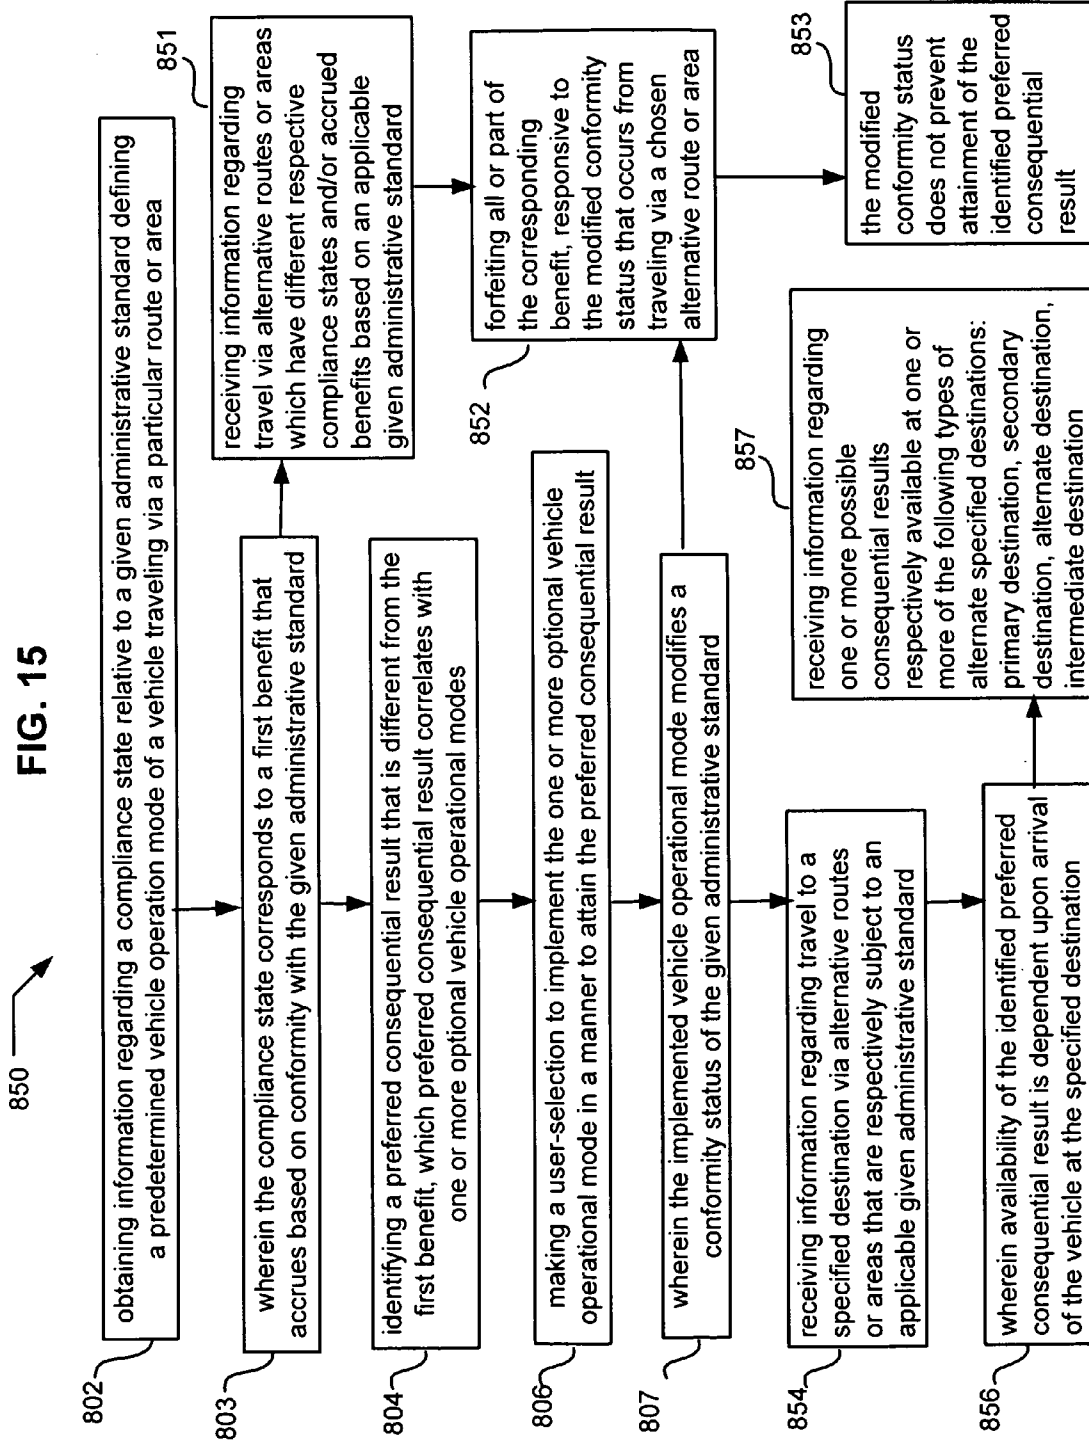 FIG. 15
850
802
obtaining information regarding a compliance state relative to a given administrative standard defining
a predetermined vehicle operation mode of a vehicle traveling via a particular route or area
803
wherein the compliance state corresponds to a first benefit that
accrues based on conformity with the given administrative standard
851
receiving information regarding
travel via alternative routes or areas
which have different respective
compliance states and/or accrued
benefits based on an applicable
given administrative standard
804
identifying a preferred consequential result that is different from the
first benefit, which preferred consequential result correlates with
one or more optional vehicle operational modes
852
forfeiting all or part of
the corresponding
benefit, responsive to
the modified conformity
status that occurs from
traveling via a chosen
alternative route or area
806
making a user-selection to implement the one or more optional vehicle
operational mode in a manner to attain the preferred consequential result
807
wherein the implemented vehicle operational mode modifies a
conformity status of the given administrative standard
853
the modified
conformity status
does not prevent
attainment of the
identified preferred
consequential
result
854
receiving information regarding travel to a
specified destination via alternative routes
or areas that are respectively subject to an
applicable given administrative standard
857
receiving information regarding
one or more possible
consequential results
respectively available at one or
more of the following types of
alternate specified destinations:
primary destination, secondary
destination, alternate destination,
intermediate destination
856
wherein availability of the identified preferred
consequential result is dependent upon arrival
of the vehicle at the specified destination